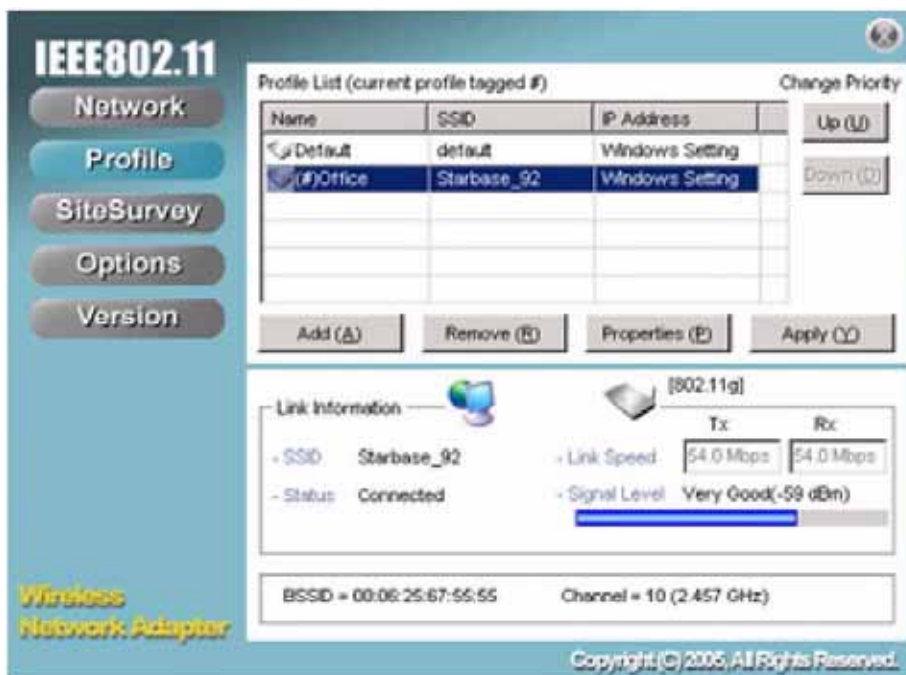 IEEE802.11
Network
Profile
SiteSurvey
Options
Version
Wireless
Network Adapter
Profile List (current profile tagged #)
Change Priority
Name SSID IP Address
Default default Windows Setting
(#)Office Starbase_92 Windows Setting
Up (U)
Down (D)
Add (A) Remove (R) Properties (P) Apply (Y)
Link Information
[802.11g]
Tx Rx
- SSID Starbase_92
- Link Speed 54.0 Mbps 54.0 Mbps
- Status Connected
- Signal Level Very Good(-59 dBm)
BSSID = 00:06:25:67:55:55 Channel = 10 (2.457 GHz)
Copyright (C) 2005, All Rights Reserved.